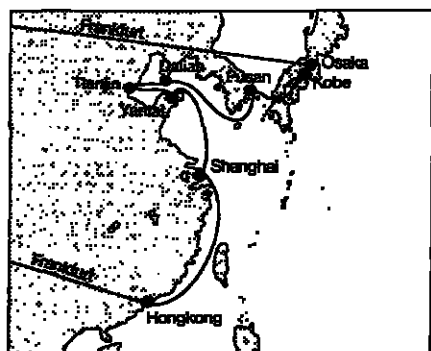 Frankfurt
Dalian
Osaka
Tianjin
Pusan
Kobe
Yantai
Shanghai
Frankfurt
Hongkong